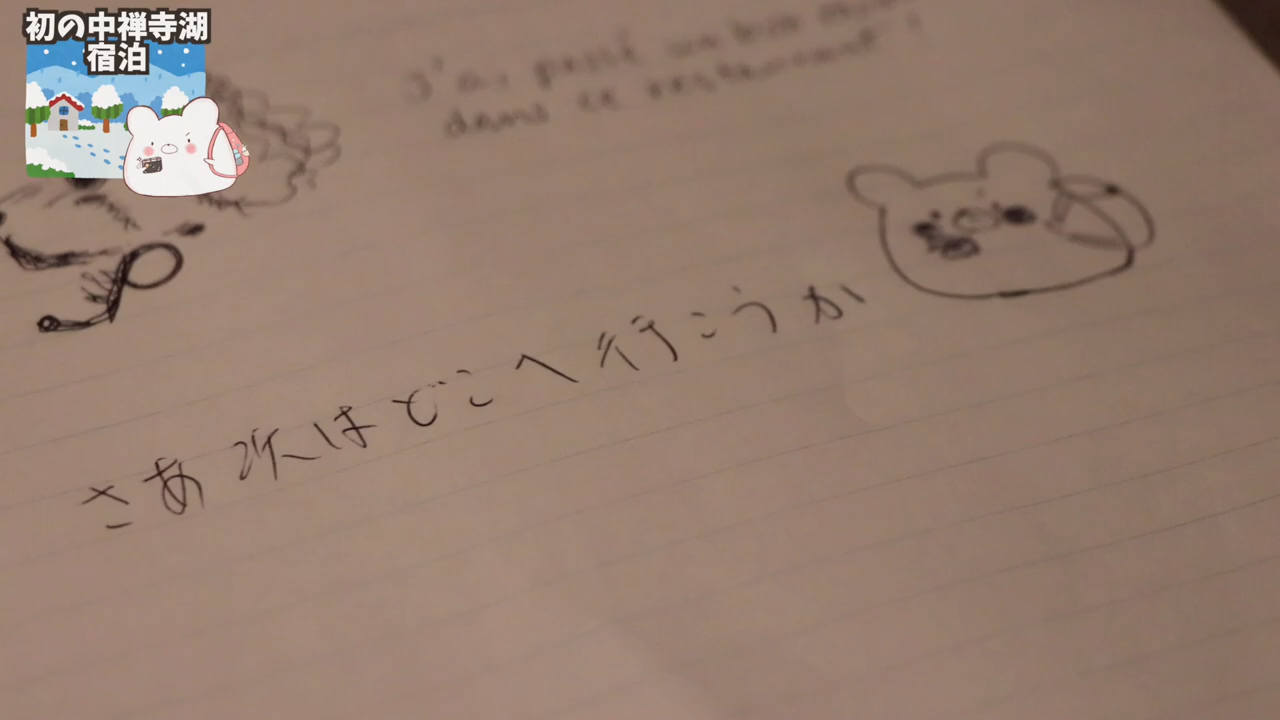 初の中禅寺湖
宿泊
J'ai passé un bon
dans ce restaurant !
さあ 次は どこへ 行こうか